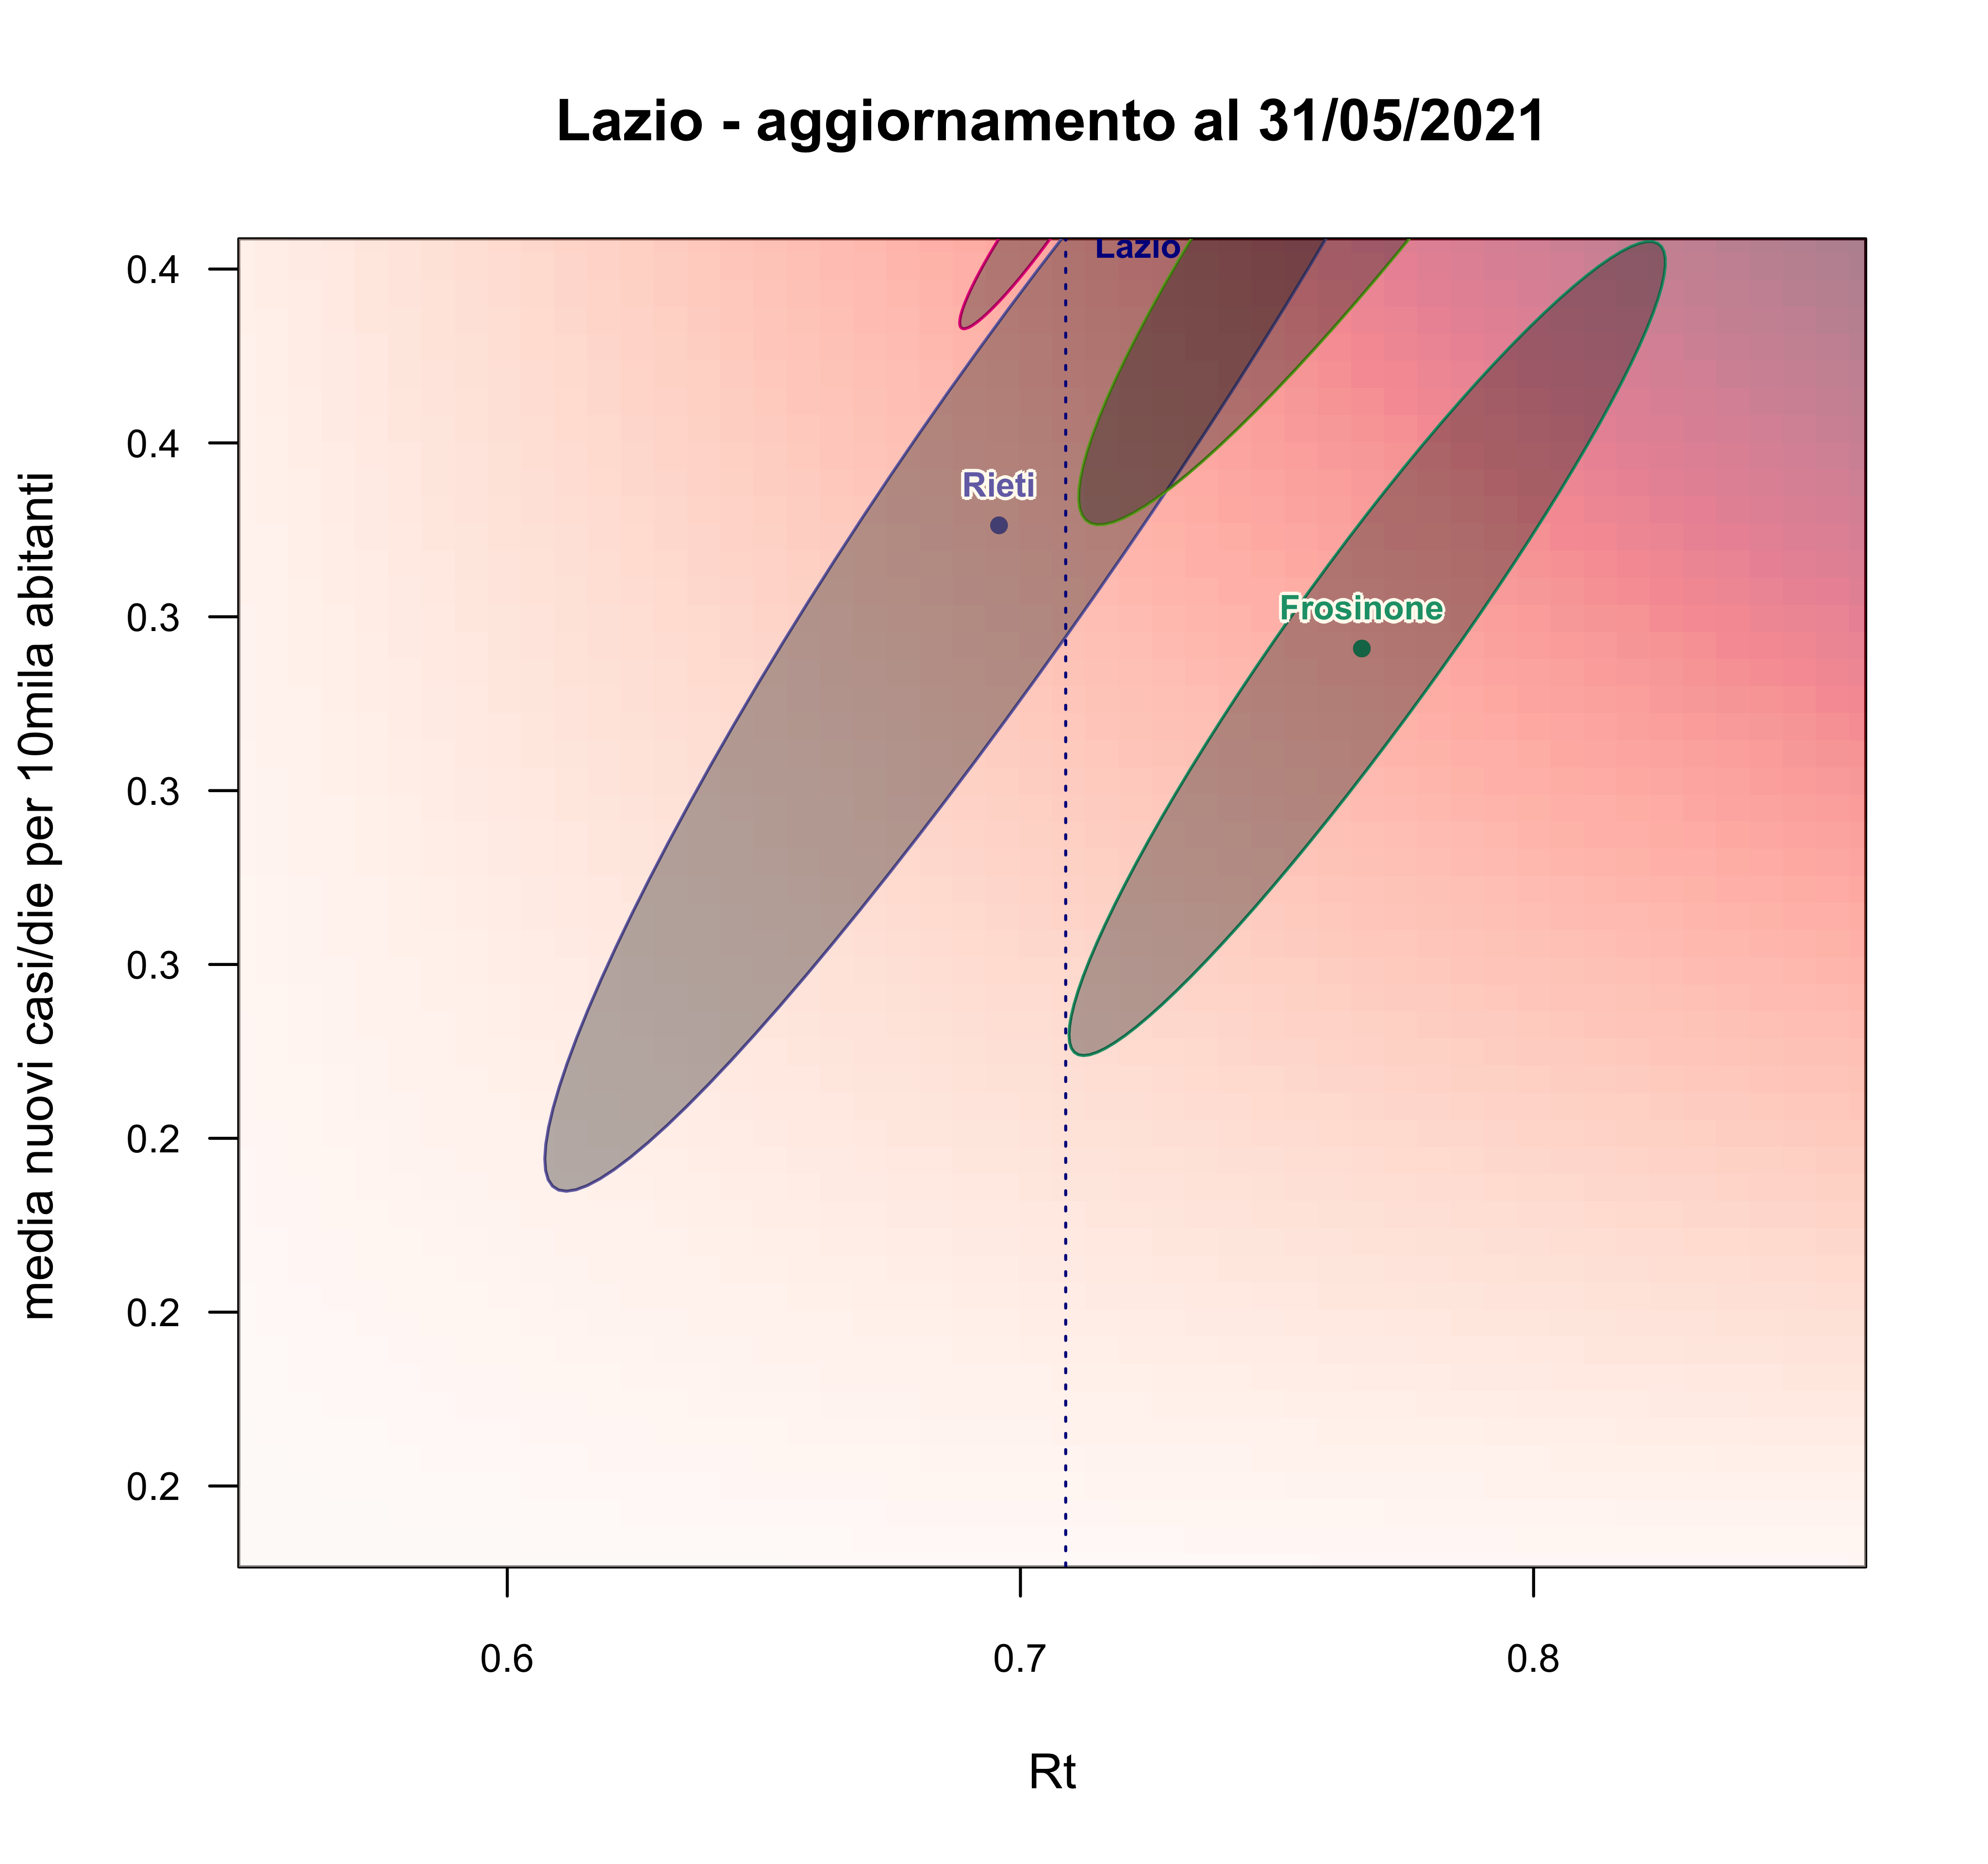 Lazio - aggiornamento al 31/05/2021
media nuovi casi/die per 10mila abitanti
0.4
0.4
0.3
0.3
0.3
0.2
0.2
0.2
Lazio
Rieti
Frosinone
0.6
0.7
0.8
Rt